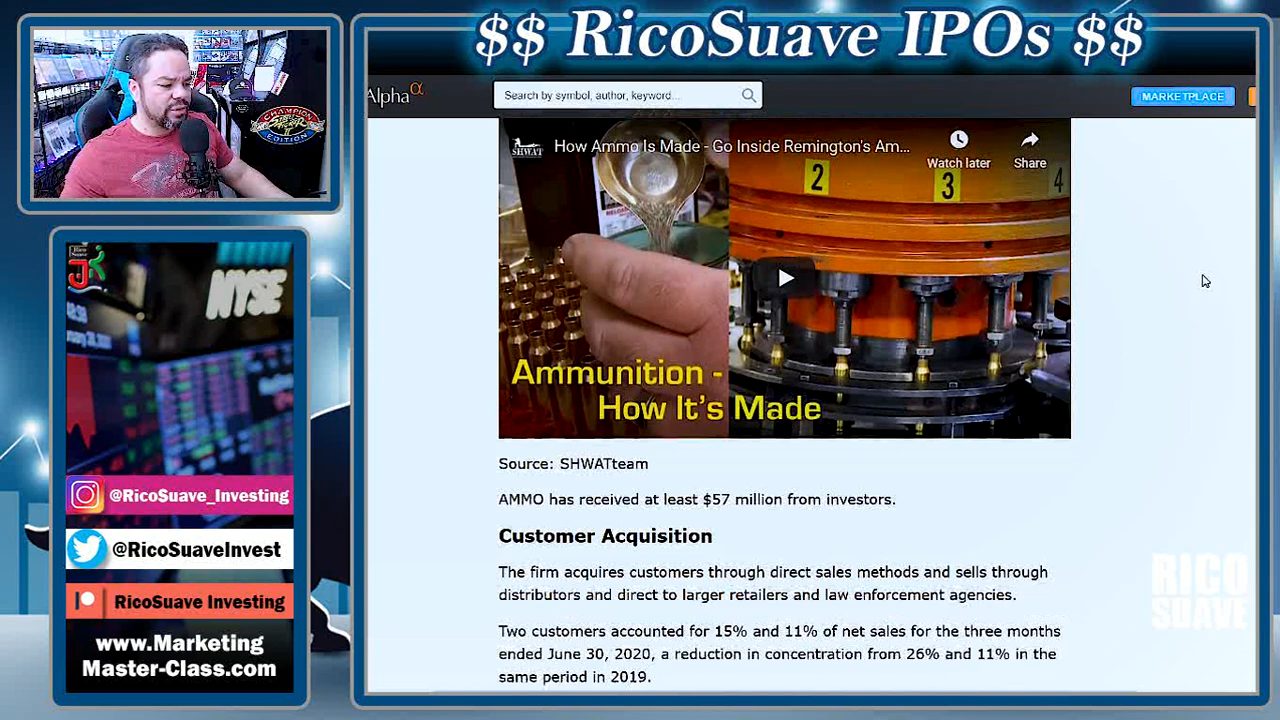 $$ RicoSuave IPOs $$
Alpha α
Search by symbol, author, keyword...
MARKETPLACE
CHAMPION
EDITION
SHWAT
How Ammo Is Made - Go Inside Remington's Am...
Watch later
Share
2
3
4
Ammunition -
How It's Made
Source: SHWATteam
AMMO has received at least $57 million from investors.
Customer Acquisition
The firm acquires customers through direct sales methods and sells through
distributors and direct to larger retailers and law enforcement agencies.
Two customers accounted for 15% and 11% of net sales for the three months
ended June 30, 2020, a reduction in concentration from 26% and 11% in the
same period in 2019.
Rico
Suave
NYSE
@RicoSuave_Investing
@RicoSuaveInvest
RicoSuave Investing
www.Marketing
Master-Class.com
RICO
SUAVE